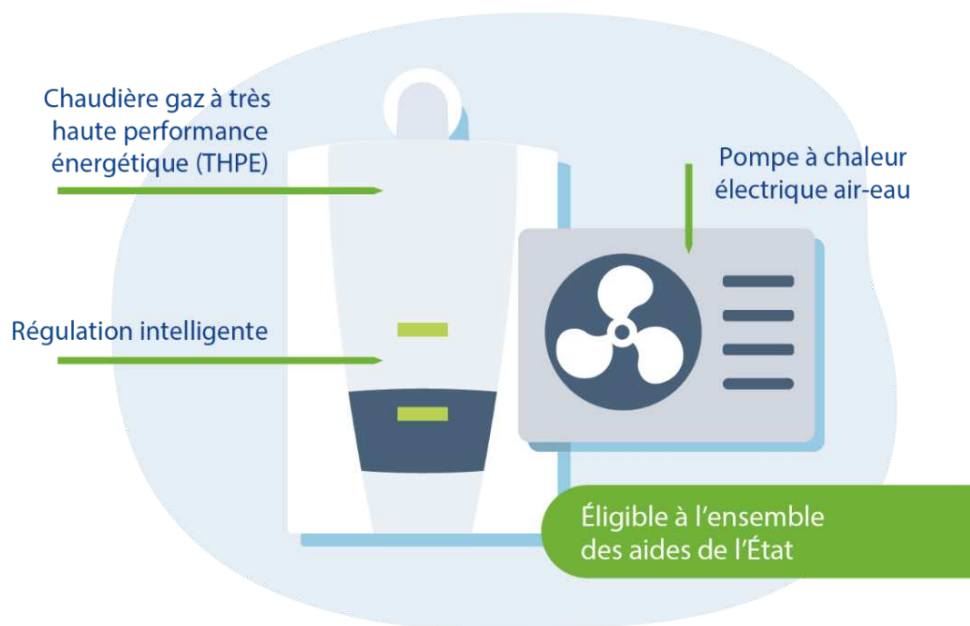 Chaudière gaz à très
haute performance
énergétique (THPE)
Pompe à chaleur
électrique air-eau
Régulation intelligente
Éligible à l'ensemble
des aides de l'État